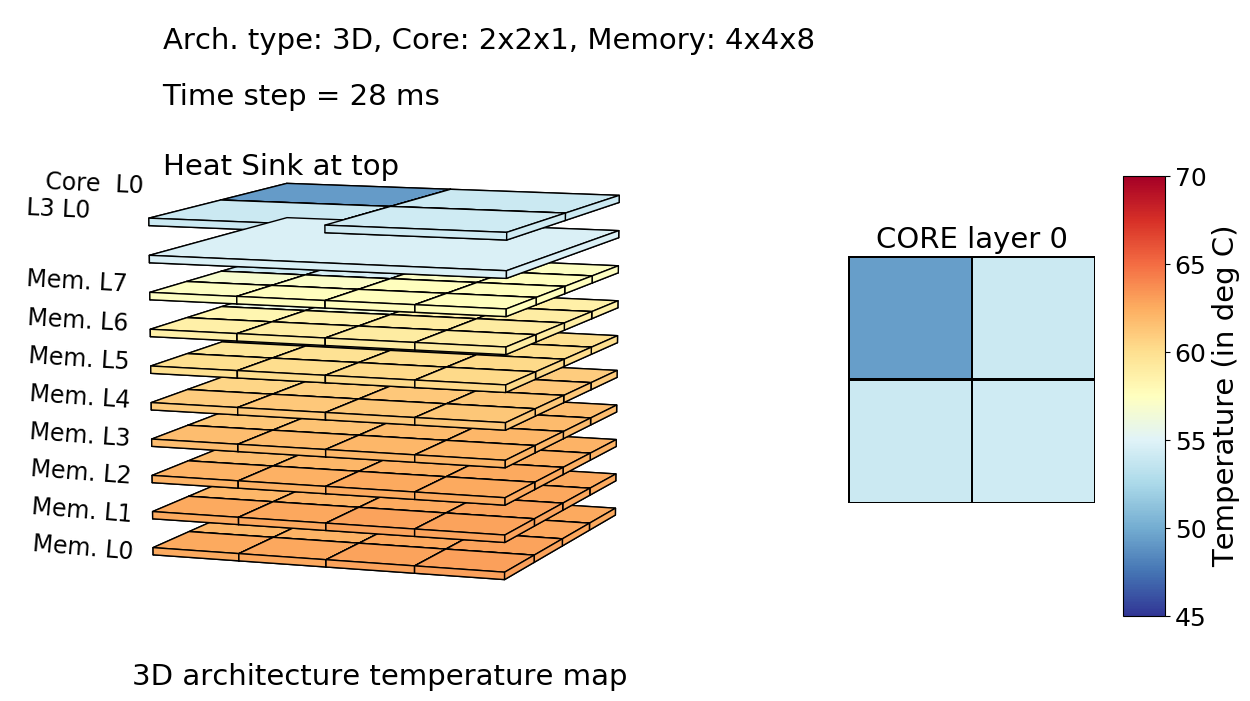 Arch. type: 3D, Core: 2x2x1, Memory: 4x4x8
Time step = 28 ms
Heat Sink at top
Core  L0
L3 L0
Mem. L7
Mem. L6
Mem. L5
Mem. L4
Mem. L3
Mem. L2
Mem. L1
Mem. L0
3D architecture temperature map
CORE layer 0
70
65
60
55
50
45
Temperature (in deg C)